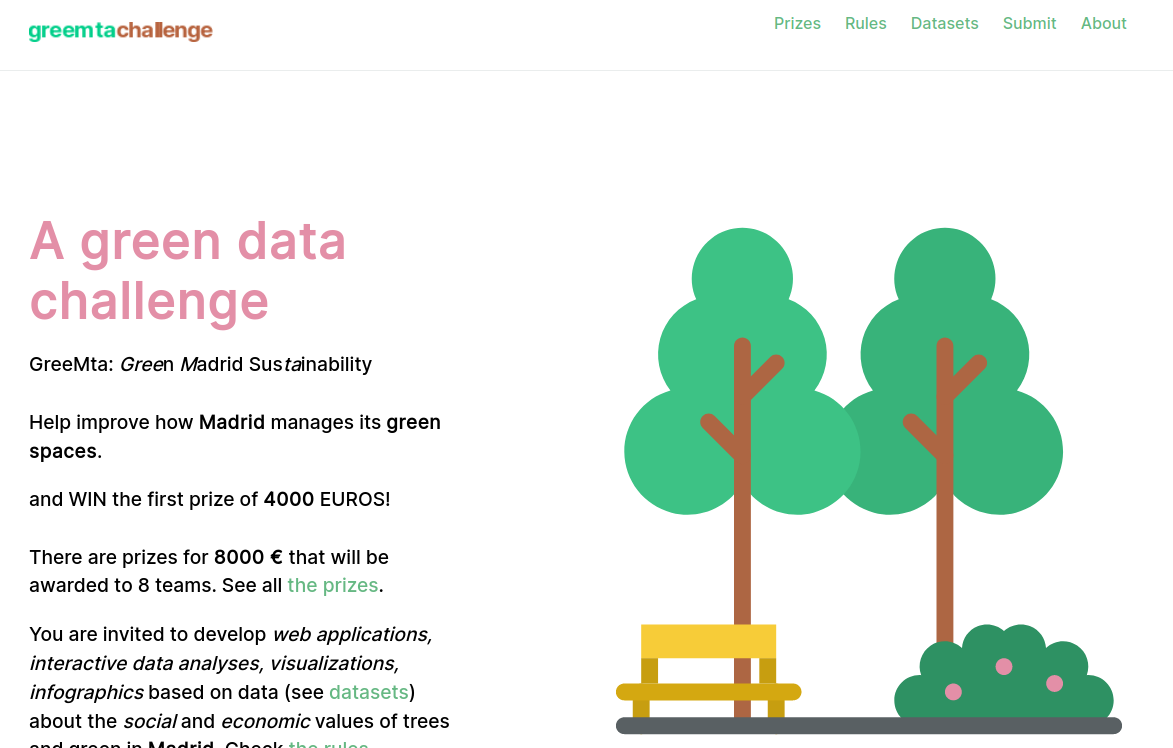 greemtachallenge
Prizes Rules Datasets Submit About
A green data
challenge
GreeMta: Green Madrid Sustainability
Help improve how Madrid manages its green
spaces.
and WIN the first prize of 4000 EUROS!
There are prizes for 8000 € that will be
awarded to 8 teams. See all the prizes.
You are invited to develop web applications,
interactive data analyses, visualizations,
infographics based on data (see datasets)
about the social and economic values of trees
and green in Madrid. Check the rules